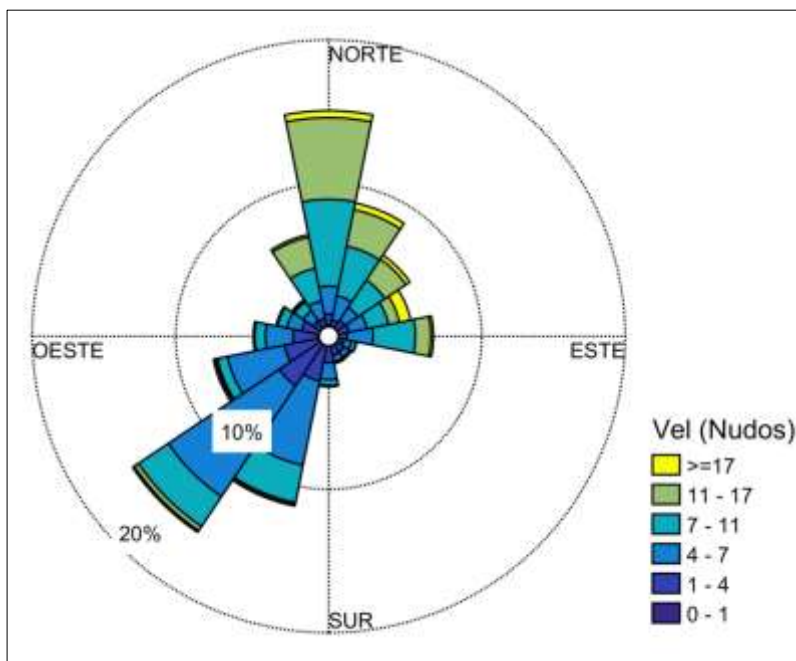 NORTE
OESTE
ESTE
10%
20%
SUR
Vel (Nudos)
>=17
11 - 17
7 - 11
4 - 7
1 - 4
0 - 1